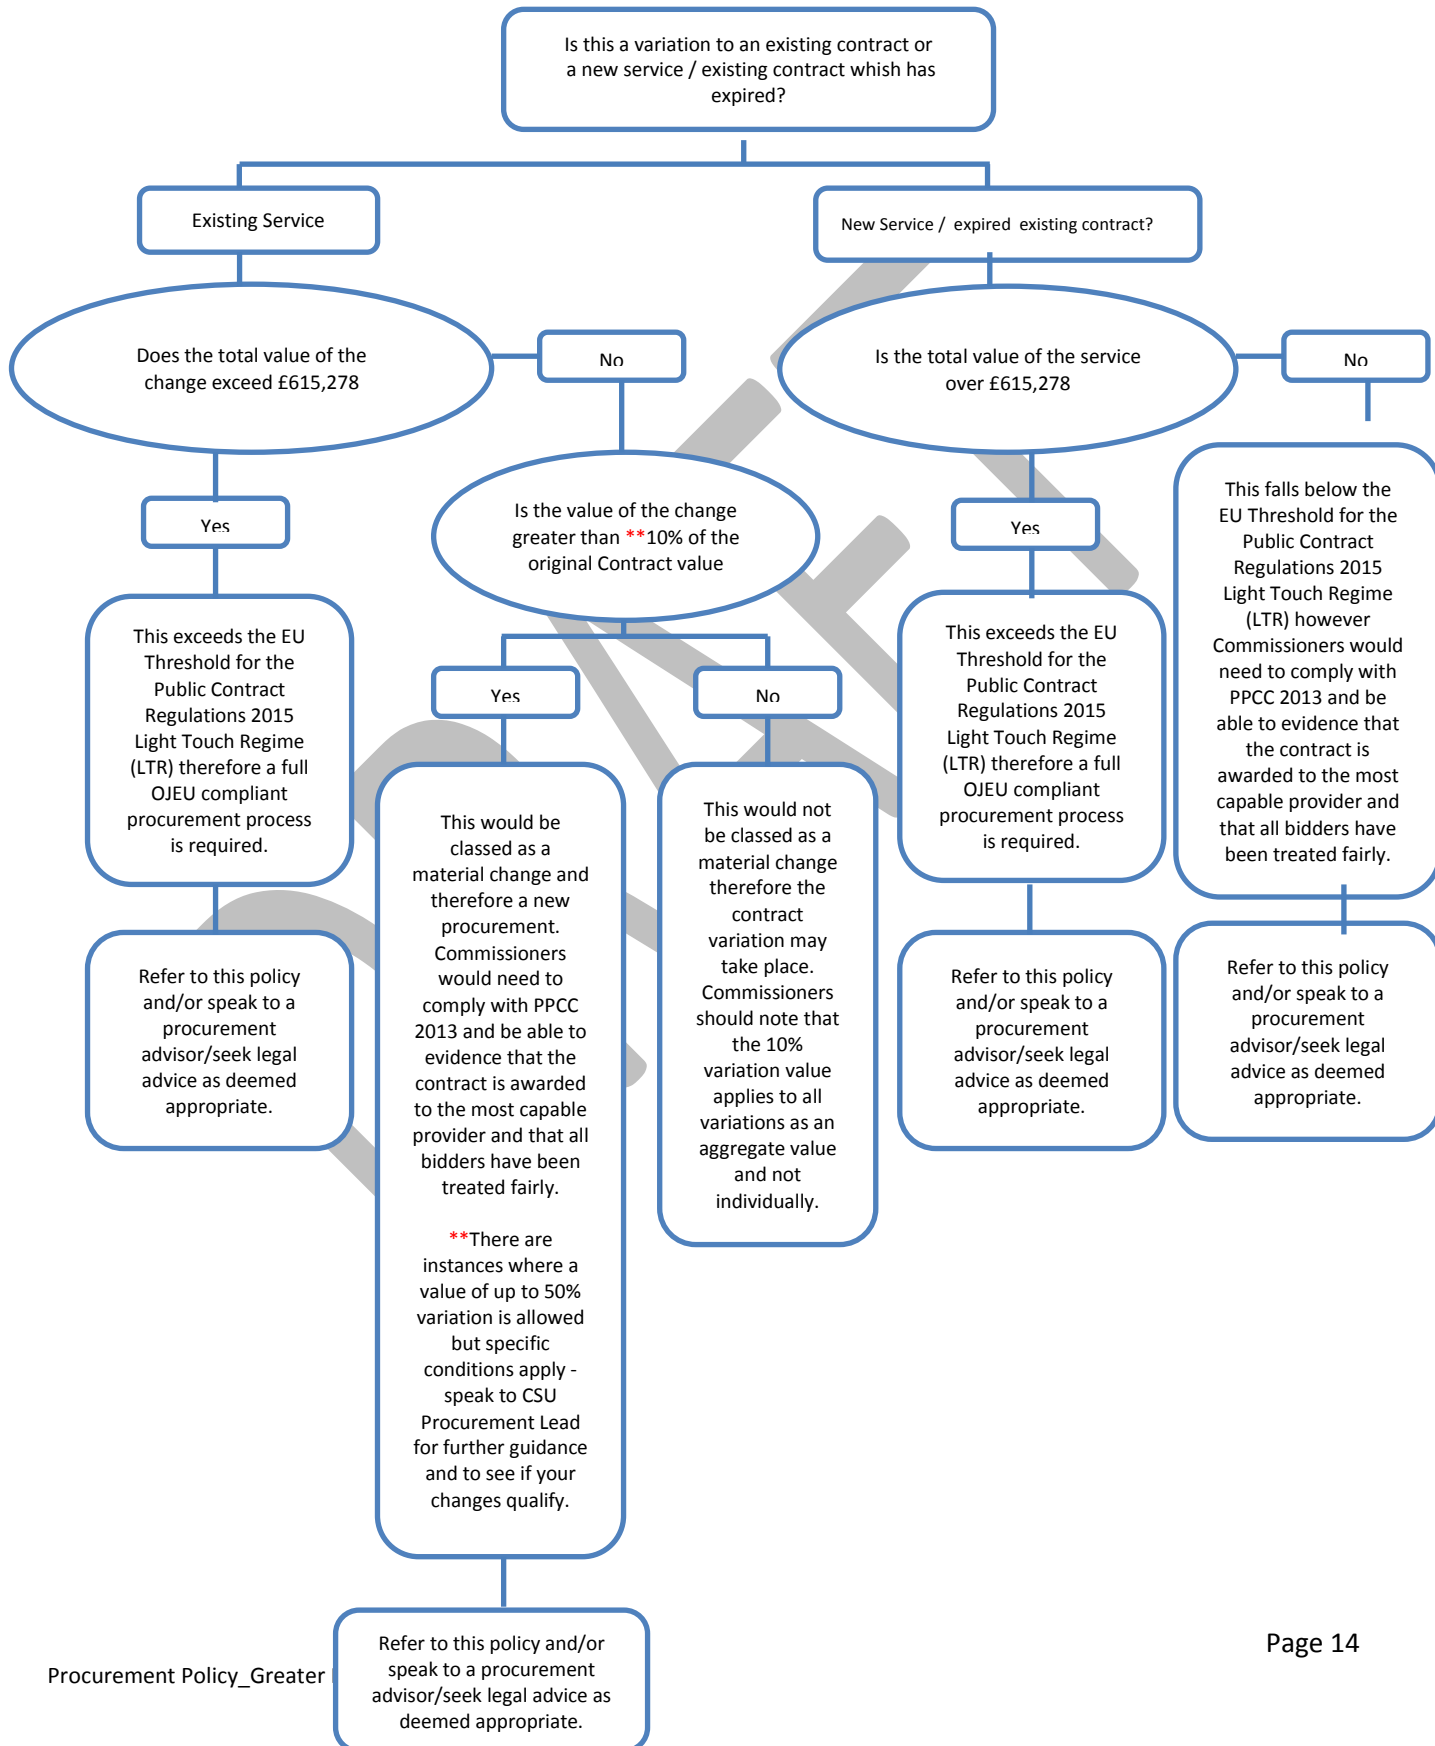 Is this a variation to an existing contract or
a new service / existing contract whish has
expired?
Existing Service
New Service / expired existing contract?
Does the total value of the
change exceed £615,278
No
Is the total value of the service
over £615,278
No
Yes
Is the value of the change
greater than **10% of the
original Contract value
Yes
This falls below the
EU Threshold for the
Public Contract
Regulations 2015
Light Touch Regime
(LTR) however
Commissioners would
need to comply with
PPCC 2013 and be
able to evidence that
the contract is
awarded to the most
capable provider and
that all bidders have
been treated fairly.
This exceeds the EU
Threshold for the
Public Contract
Regulations 2015
Light Touch Regime
(LTR) therefore a full
OJEU compliant
procurement process
is required.
Yes
No
This exceeds the EU
Threshold for the
Public Contract
Regulations 2015
Light Touch Regime
(LTR) therefore a full
OJEU compliant
procurement process
is required.
This would be
classed as a
material change and
therefore a new
procurement.
Commissioners
would need to
comply with PPCC
2013 and be able to
evidence that the
contract is awarded
to the most capable
provider and that all
bidders have been
treated fairly.
**There are
instances where a
value of up to 50%
variation is allowed
but specific
conditions apply -
speak to CSU
Procurement Lead
for further guidance
and to see if your
changes qualify.
This would not
be classed as a
material change
therefore the
contract
variation may
take place.
Commissioners
should note that
the 10%
variation value
applies to all
variations as an
aggregate value
and not
individually.
Refer to this policy
and/or speak to a
procurement
advisor/seek legal
advice as deemed
appropriate.
Refer to this policy
and/or speak to a
procurement
advisor/seek legal
advice as deemed
appropriate.
Refer to this policy
and/or speak to a
procurement
advisor/seek legal
advice as deemed
appropriate.
Refer to this policy and/or
speak to a procurement
advisor/seek legal advice as
deemed appropriate.
Page 14
Procurement Policy_Greater